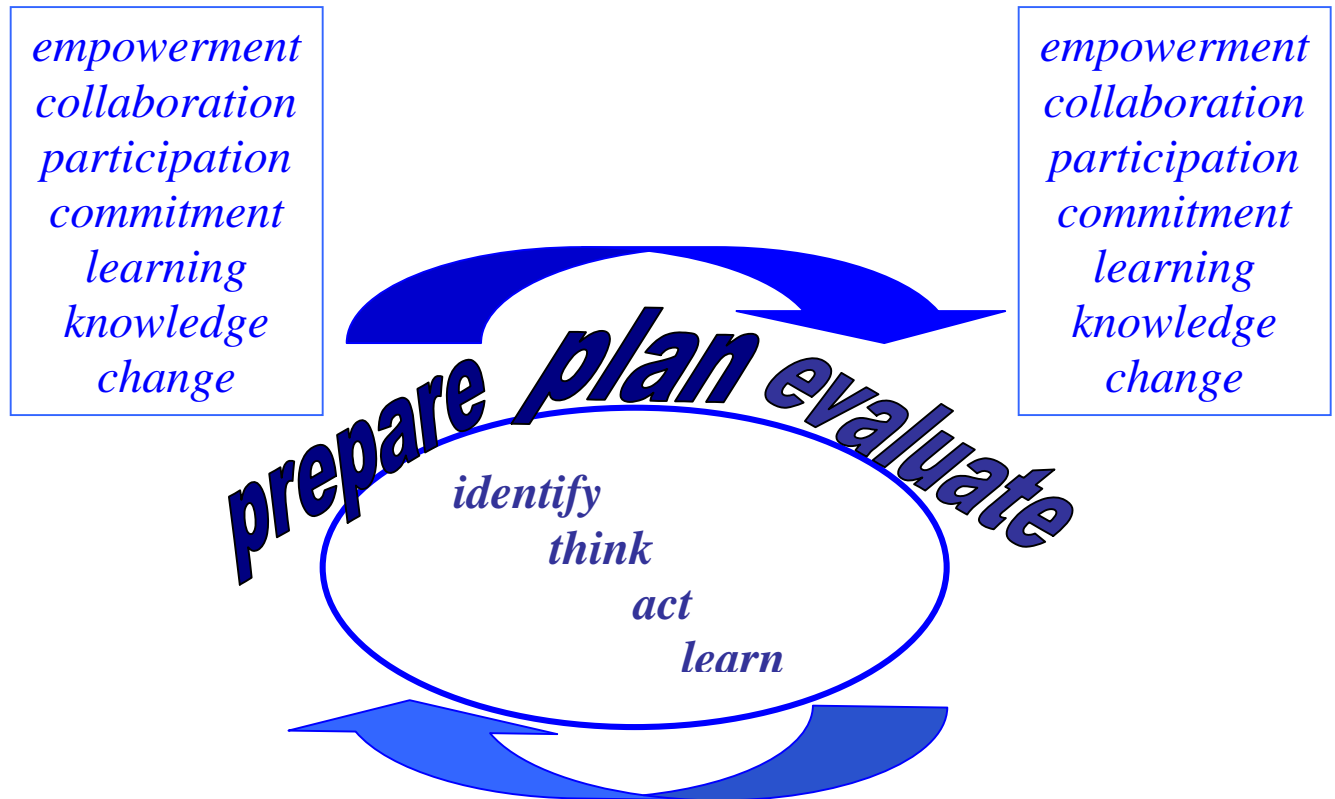 empowerment
collaboration
participation
commitment
learning
knowledge
change
empowerment
collaboration
participation
commitment
learning
knowledge
change
prepare plan evaluate
identify
think
act
learn